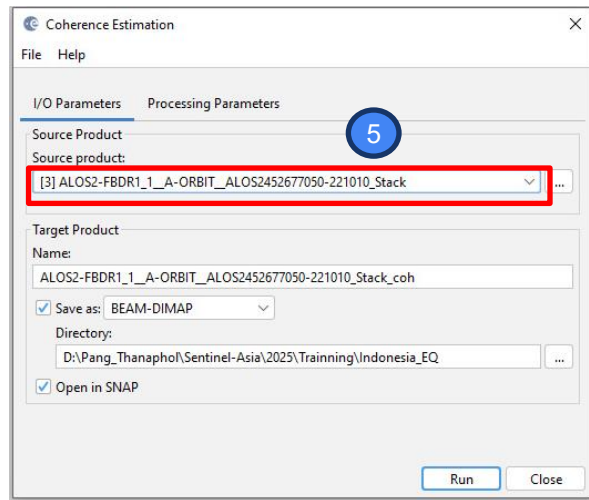 Coherence Estimation
File Help
I/O Parameters Processing Parameters
5
Source Product
Source product:
[3] ALOS2-FBDR1_1__A-ORBIT__ALOS2452677050-221010_Stack ...
Target Product
Name:
ALOS2-FBDR1_1__A-ORBIT__ALOS2452677050-221010_Stack_coh
Save as: BEAM-DIMAP
Directory:
D:\Pang_Thanaphol\Sentinel-Asia\2025\Trainning\Indonesia_EQ ...
Open in SNAP
Run Close